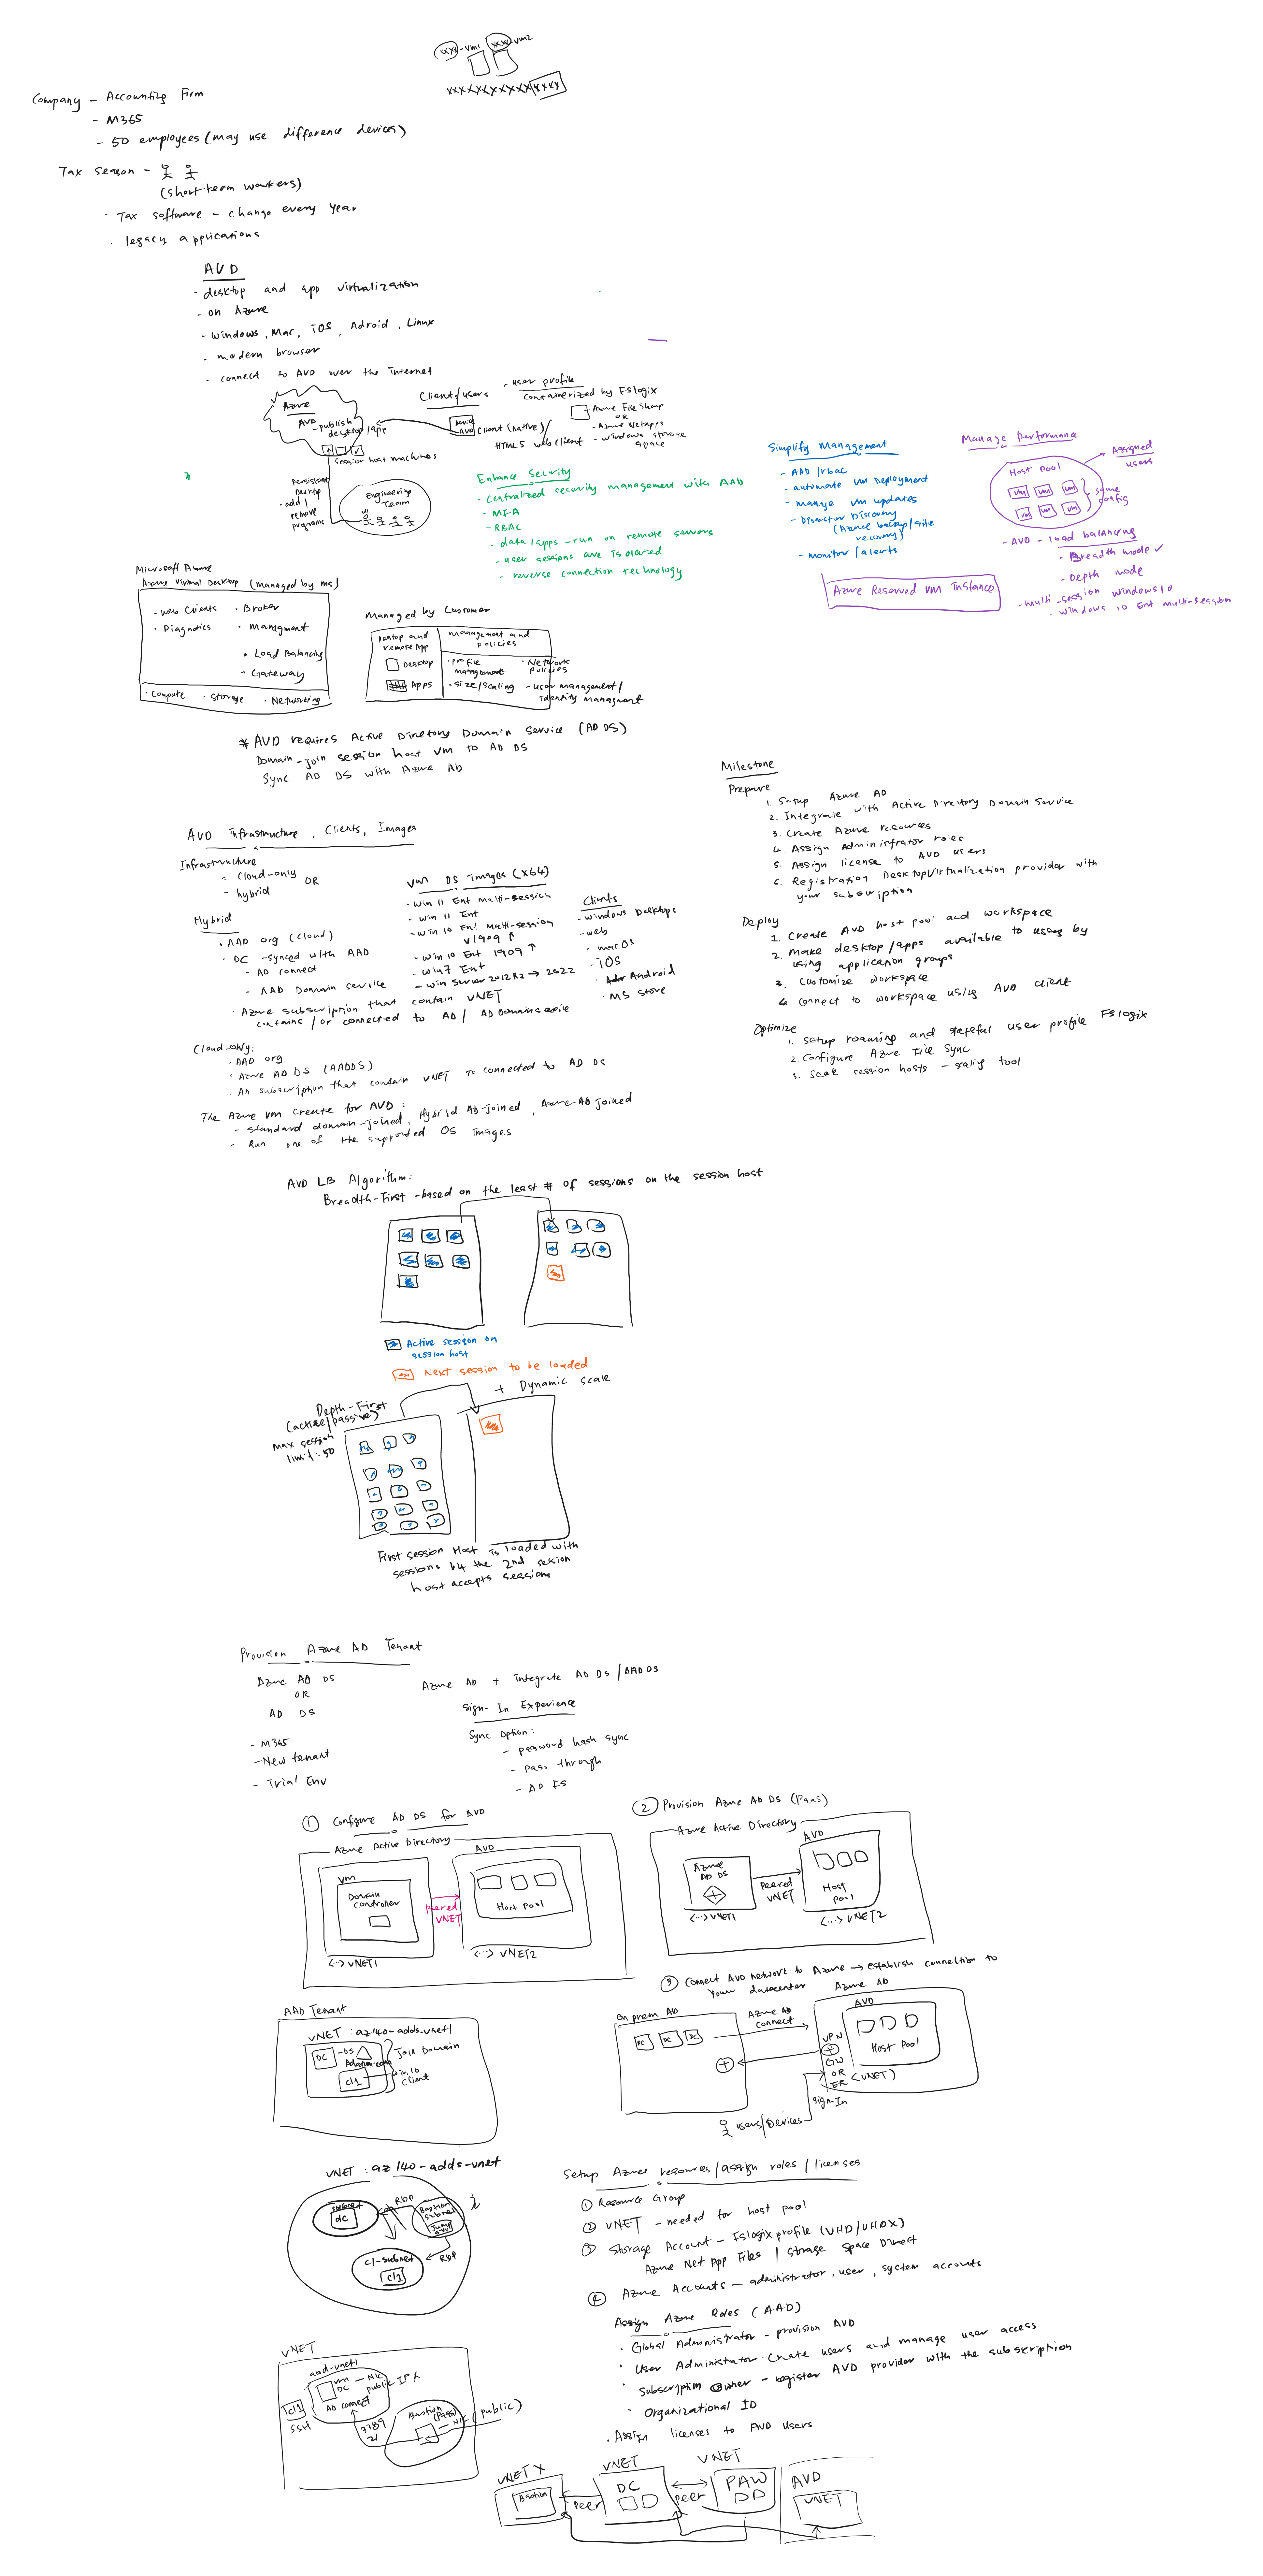 xxxx-vm1 xxxx-vm2
xxxxxxxxxxxxxxx
Company - Accounting Firm
- M365
- 50 employees (may use difference devices)
Tax season -
(short term workers)
· Tax software - change every year
· legacy applications
AVD
· desktop and app virtualization
- on Azure
- windows, Mac, iOS, Adroid, Linux
- modern browser
- connect to AVD over the internet
Azure
AVD - publish desktop/app
session host machines
Client/users
Device
AVD client (native)/
HTML5 web client
- user profile
containerized by FSlogix
Azure File Share
OR
- Azure Netapps
- windows storage space
persistent
Desktop
- add/
remove
programs
Engineering
Team
Enhance Security
- Centralized security management with AAD
- MFA
- RBAC
- data/apps - run on remote servers
- user sessions are isolated
- reverse connection technology
Simplify Management
- AAD/rbac
- automate vm deployment
- manage vm updates
- Disaster Discovery
(Azure backup/site
recovery)
- monitor/alerts
Manage performance
Host Pool
vm vm vm
vm vm vm
same config
Assigned users
- AVD - load balancing
- Breadth mode ✓
- Depth mode
- multi-session windows 10
- windows 10 Ent multi-session
Azure Reserved vm instance
Microsoft Azure
Azure Virtual Desktop (managed by ms)
- web clients · Broker
· Diagnotics · Managment
· Load Balancing
- Gateway
· Compute · Storage · Networking
Managed by Customer
Desktop and remote App
Desktop
Apps
management and policies
· profile mangement
· size/scaling
· Network policies
- user management/
identity managment
* AVD requires Active Directory Domain Service (AD DS)
Domain-join session host vm to AD DS
Sync AD DS with Azure AD
AVD infrastructure, Clients, Images
Infrastructure
- Cloud-only
OR
- hybrid
Hybrid
· AAD org (cloud)
· DC - synced with AAD
- AD connect
- AAD Domain service
· Azure subscription that contain VNET
contains/or connected to AD/AD Domain service
vm OS Images (x64)
- win 11 Ent multi-session
- win 11 Ent
- win 10 Ent Multi-session
v1909 ↑
- win 10 Ent 1909 ↑
- win7 Ent
- win server 2012 R2 → 2022
Clients
- windows Desktops
- web
- macOS
- iOS
· Android
· MS store
Cloud-only:
· AAD org
· Azure AD DS (AADDS)
· An subscription that contain VNET is connected to AD DS
The Azure vm create for AVD:
- standard domain-joined, Hybrid AD-joined, Azure-AD joined
- Run one of the supported OS images
Milestone
Prepare
1. Setup Azure AD
2. Integrate with Active Directory Domain Service
3. Create Azure resources
4. Assign Administrator roles
5. Assign license to AVD users
6. Registration DesktopVirtualization provider with
your subscription
Deploy
1. Create AVD host pool and workspace
2. Make desktop/apps available to users by
using application groups
3. Customize workspace
4. connect to workspace using AVD client
Optimize
1. Setup roaming and stateful user profile FSlogix
2. Configure Azure File Sync
3. Scale session hosts - scaling tool
AVD LB Algorithm:
Breadth-First - based on the least # of sessions on the session host
Active session on
session host
Next session to be loaded
+ Dynamic scale
Depth-First
(active/passive)
max session
limit: 50
First session Host is loaded with
sessions b4 the 2nd session
host accepts sessions
Provision Azure AD Tenant
Azure AD DS
OR
AD DS
- M365
- New tenant
- Trial Env
Azure AD + integrate AD DS/AAD DS
Sign-In Experience
Sync Option:
- password hash sync
- pass through
- AD FS
① Configure AD DS for AVD
Azure Active Directory
vm
Domain controller
<··> VNET1
peered VNET
AVD
Host pool
<··> VNET2
② Provision Azure AD DS (PaaS)
Azure Active Directory
Azure AD DS
<··> VNET1
peered VNET
AVD
Host pool
<··> VNET2
③ Connect AVD network to Azure → establish connection to
your datacenter
On prem AD
DC DC DC
Azure AD connect
Azure AD
AVD
Host Pool
VPN
GW
OR
ER
(VNET)
sign-In
users/Devices
AAD Tenant
VNET: az140-adds-vnet1
DC - DS
Adatum.com
cl1
Join Domain
win10 client
VNET: az140-adds-vnet
subnet
dc
RDP
Bastion subnet
cl-subnet
cl1
RDP
Setup Azure resources/assign roles/licenses
① Resource Group
② VNET - needed for host pool
③ Storage Account - FSlogix profile (VHD/VHDX)
Azure Net App Files / storage space Direct
④ Azure Accounts - administrator, user, system accounts
Assign Azure Roles (AAD)
· Global Administrator - provision AVD
· User Administrator - create users and manage user access
· subscription Owner - register AVD provider with the subscription
· Organizational ID
· Assign licenses to AVD users
VNET
aad-vnet1
vm DC - NIC
public IP X
AD connect
cl1
SSH
3389
Bastion (PaaS)
NIC (public)
VNET X
Bastion
peer
VNET
DC
peer
VNET
PAW
AVD
VNET